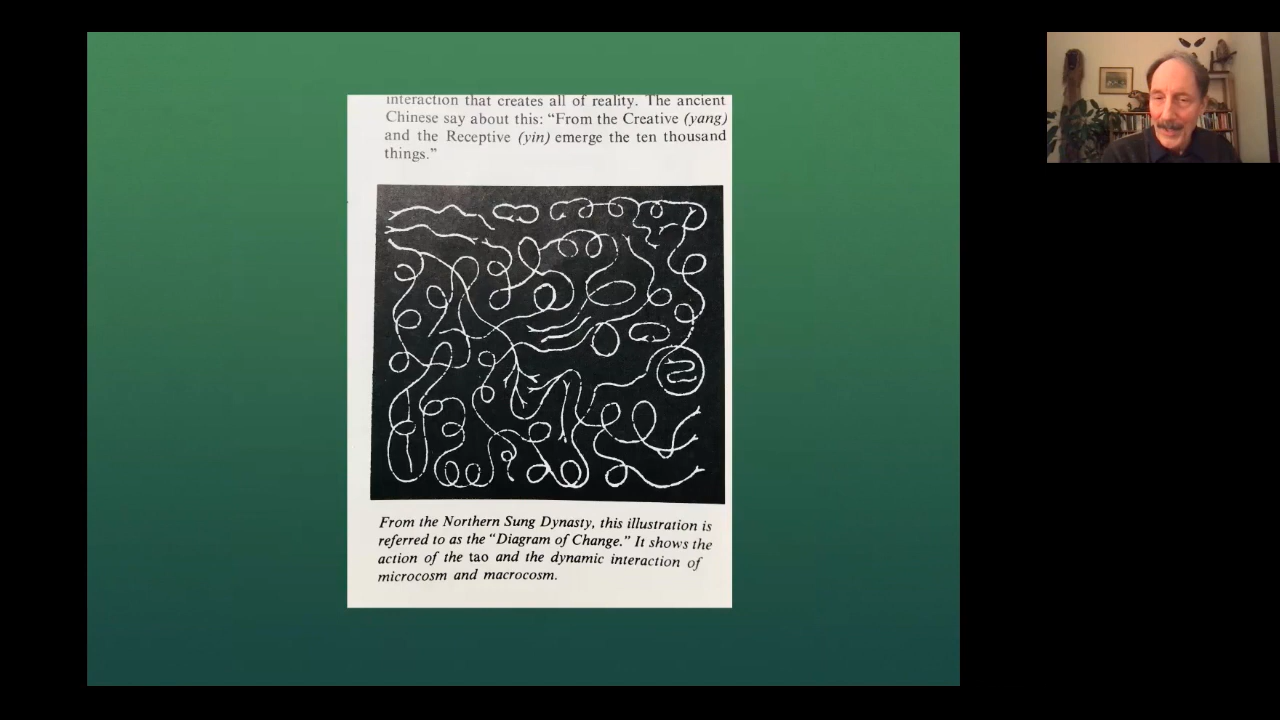 interaction that creates all of reality. The ancient
Chinese say about this: “From the Creative (yang)
and the Receptive (yin) emerge the ten thousand
things.”
From the Northern Sung Dynasty, this illustration is
referred to as the “Diagram of Change.” It shows the
action of the tao and the dynamic interaction of
microcosm and macrocosm.